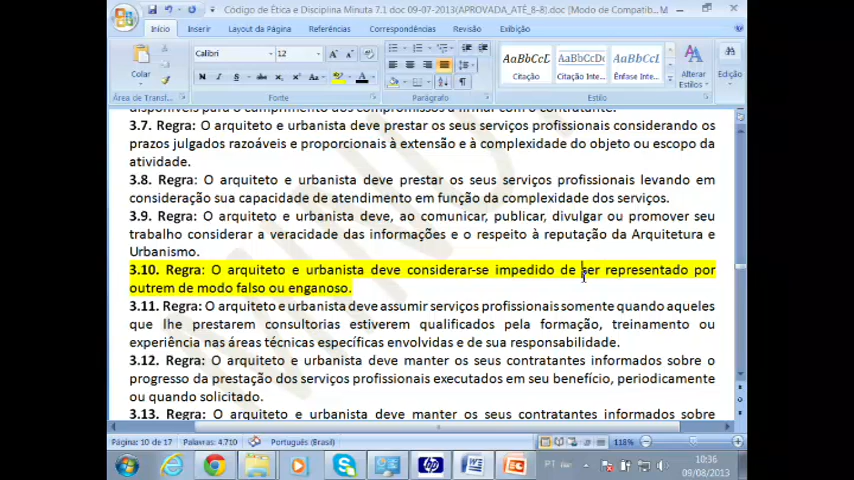 Código de Ética e Disciplina Minuta 7.1 doc 09-07-2013(APROVADA_ATÉ_8-8).doc [Modo de Compatib...
Início Inserir Layout da Página Referências Correspondências Revisão Exibição
Calibri 12
AaBbCcD AaBbCcDc AaBbCcDc
Colar
Citação Citação Inte... Ênfase Inte...
Alterar Estilos
Edição
Área de Transf... Fonte Parágrafo Estilo
disponíveis para o cumprimento dos compromissos a firmar com o contratante.
3.7. Regra: O arquiteto e urbanista deve prestar os seus serviços profissionais considerando os
prazos julgados razoáveis e proporcionais à extensão e à complexidade do objeto ou escopo da
atividade.
3.8. Regra: O arquiteto e urbanista deve prestar os seus serviços profissionais levando em
consideração sua capacidade de atendimento em função da complexidade dos serviços.
3.9. Regra: O arquiteto e urbanista deve, ao comunicar, publicar, divulgar ou promover seu
trabalho considerar a veracidade das informações e o respeito à reputação da Arquitetura e
Urbanismo.
3.10. Regra: O arquiteto e urbanista deve considerar-se impedido de ser representado por
outrem de modo falso ou enganoso.
3.11. Regra: O arquiteto e urbanista deve assumir serviços profissionais somente quando aqueles
que lhe prestarem consultorias estiverem qualificados pela formação, treinamento ou
experiência nas áreas técnicas específicas envolvidas e de sua responsabilidade.
3.12. Regra: O arquiteto e urbanista deve manter os seus contratantes informados sobre o
progresso da prestação dos serviços profissionais executados em seu benefício, periodicamente
ou quando solicitado.
3.13. Regra: O arquiteto e urbanista deve manter os seus contratantes informados sobre
Página: 10 de 17 Palavras: 4.710 Português (Brasil) 118%
PT 10:36
09/08/2013